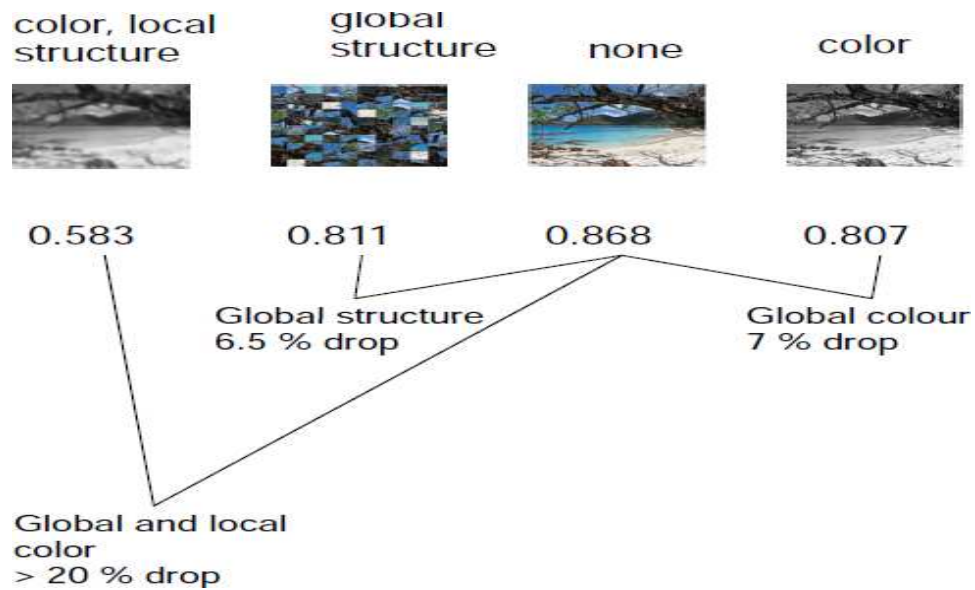 color, local
structure
global
structure
none
color
0.583
0.811
0.868
0.807
Global structure
6.5 % drop
Global colour
7 % drop
Global and local
color
> 20 % drop